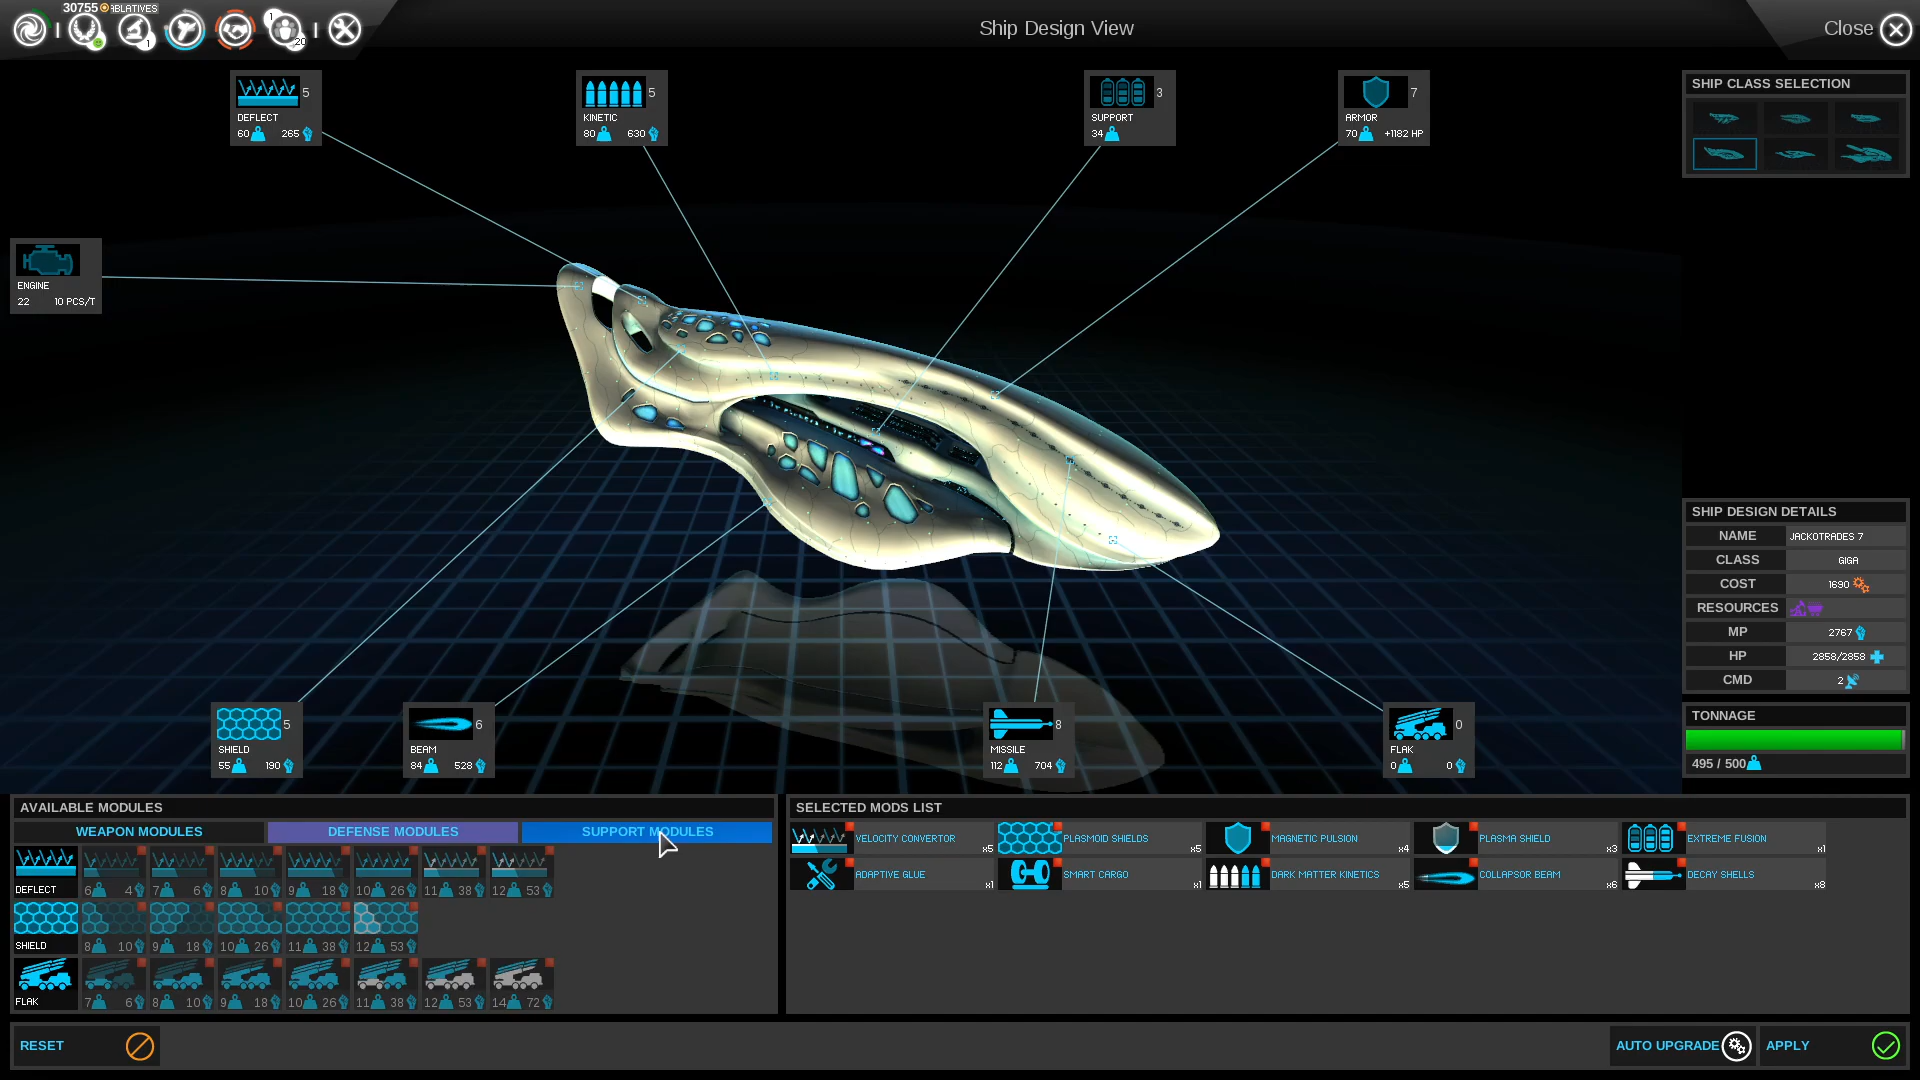 30755 ABLATIVES
1
1
20
Ship Design View
Close
DEFLECT
5
60 265
KINETIC
5
80 630
SUPPORT
3
34
ARMOR
7
70 +1182 HP
ENGINE
22 10 PCS/T
SHIELD
5
55 190
BEAM
6
84 528
MISSILE
8
112 704
FLAK
0
0 0
SHIP CLASS SELECTION
SHIP DESIGN DETAILS
NAME JACKOTRADES 7
CLASS GIGA
COST 1690
RESOURCES
MP 2767
HP 2858/2858
CMD 2
TONNAGE
495 / 500
AVAILABLE MODULES
WEAPON MODULES DEFENSE MODULES SUPPORT MODULES
DEFLECT
6 4 7 6 8 10 9 18 10 26 11 38 12 53
SHIELD
8 10 9 18 10 26 11 38 12 53
FLAK
7 6 8 10 9 18 10 26 11 38 12 53 14 72
SELECTED MODS LIST
VELOCITY CONVERTOR x5 PLASMOID SHIELDS x5 MAGNETIC PULSION x4 PLASMA SHIELD x3 EXTREME FUSION x1
ADAPTIVE GLUE x1 SMART CARGO x1 DARK MATTER KINETICS x5 COLLAPSOR BEAM x6 DECAY SHELLS x8
RESET
AUTO UPGRADE
APPLY